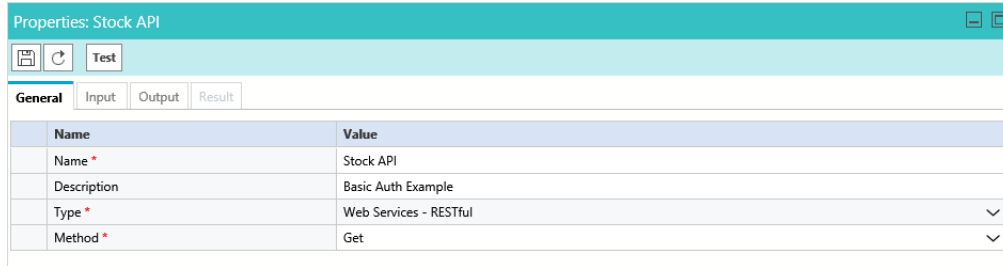 Properties: Stock API
Test
General Input Output Result
Name Value
Name * Stock API
Description Basic Auth Example
Type * Web Services - RESTful
Method * Get